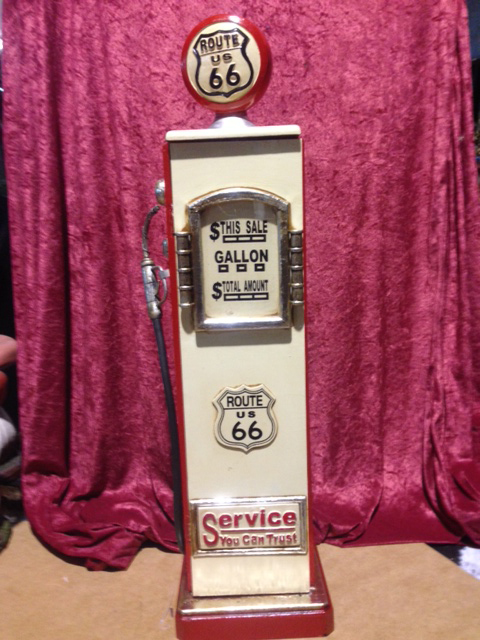 ROUTE
US
66
$THIS SALE
GALLON
$TOTAL AMOUNT
ROUTE
US
66
Service
You Can Trust